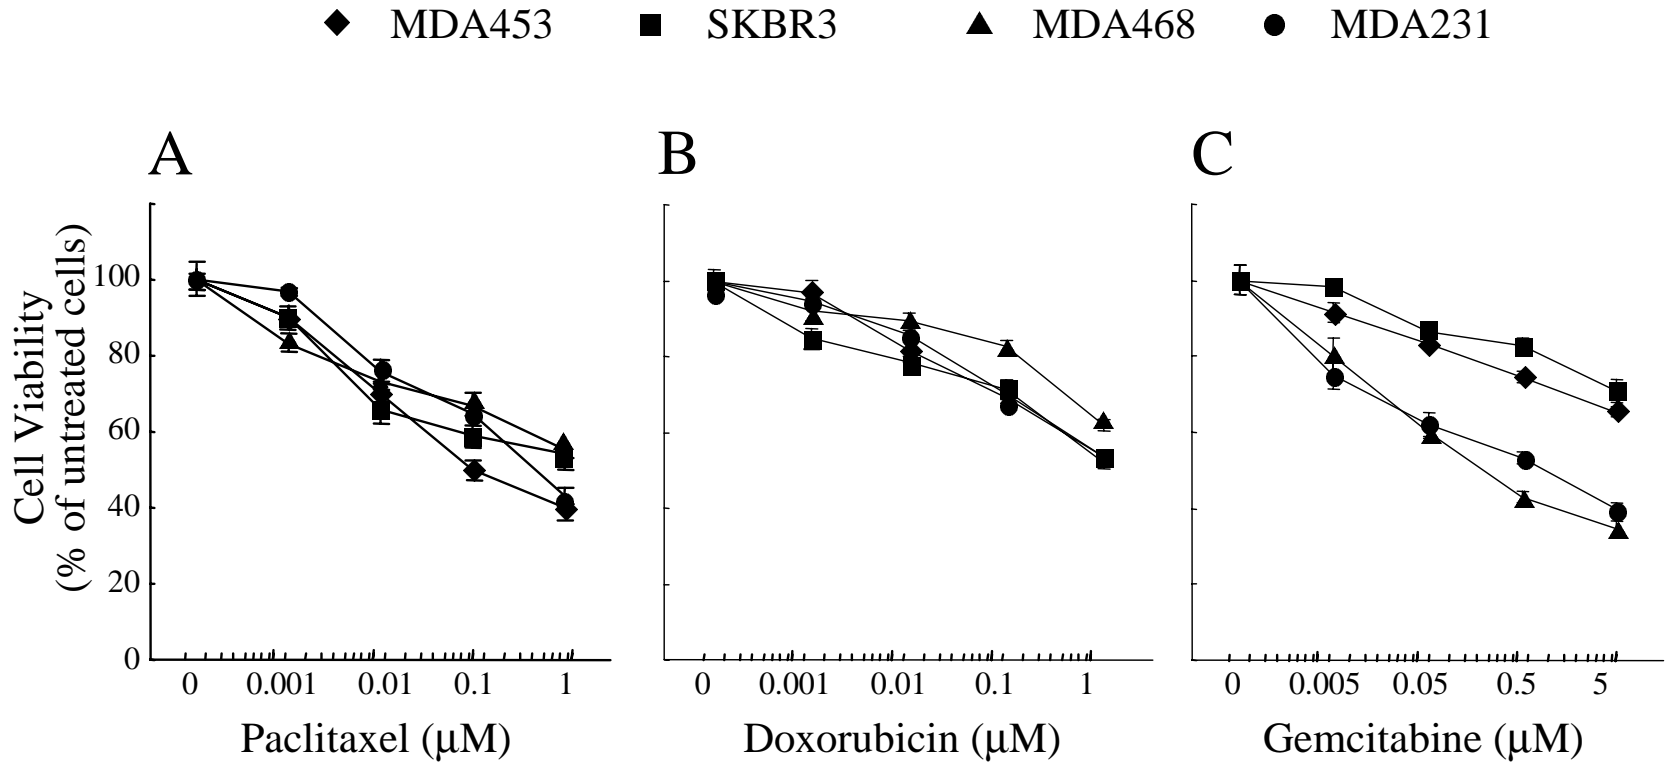 MDA453 SKBR3 MDA468 MDA231
A B C
Cell Viability
(% of untreated cells)
100
80
60
40
20
0
0 0.001 0.01 0.1 1
Paclitaxel (μM)
0 0.001 0.01 0.1 1
Doxorubicin (μM)
0 0.005 0.05 0.5 5
Gemcitabine (μM)